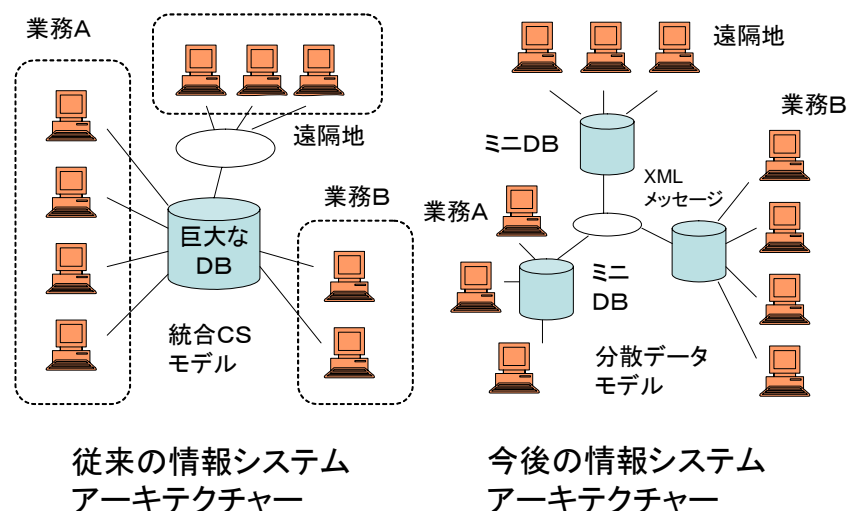 業務A
遠隔地
巨大な
DB
業務B
統合CS
モデル
従来の情報システム
アーキテクチャー
遠隔地
業務B
ミニDB
XML
メッセージ
業務A
ミニ
DB
分散データ
モデル
今後の情報システム
アーキテクチャー